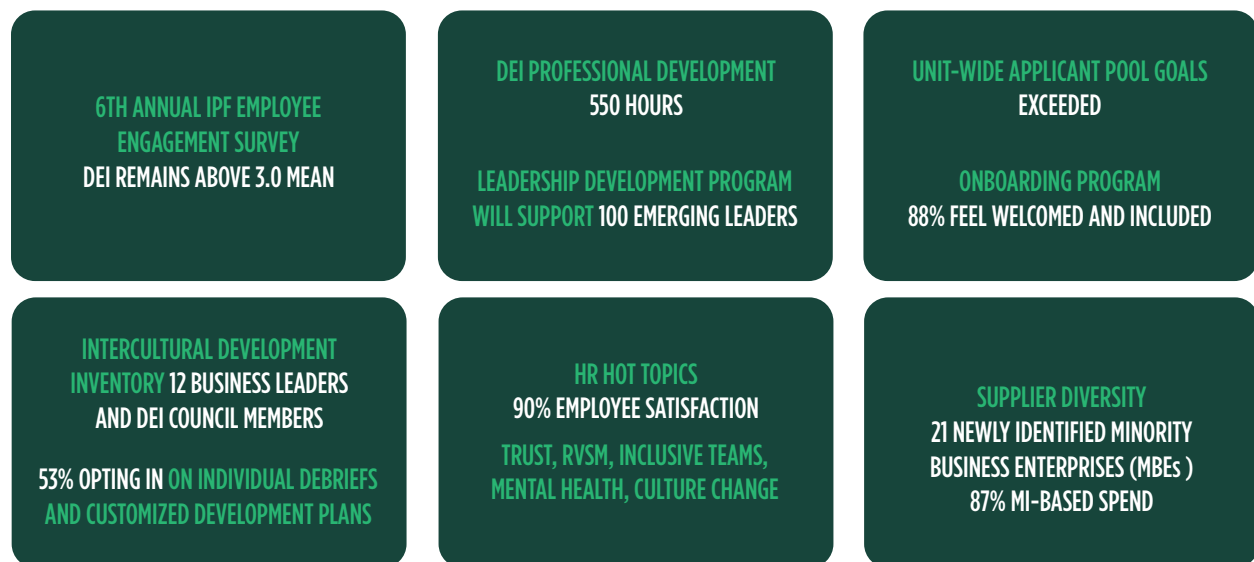 6TH ANNUAL IPF EMPLOYEE
ENGAGEMENT SURVEY
DEI REMAINS ABOVE 3.0 MEAN
DEI PROFESSIONAL DEVELOPMENT
550 HOURS
LEADERSHIP DEVELOPMENT PROGRAM
WILL SUPPORT 100 EMERGING LEADERS
UNIT-WIDE APPLICANT POOL GOALS
EXCEEDED
ONBOARDING PROGRAM
88% FEEL WELCOMED AND INCLUDED
INTERCULTURAL DEVELOPMENT
INVENTORY 12 BUSINESS LEADERS
AND DEI COUNCIL MEMBERS
53% OPTING IN ON INDIVIDUAL DEBRIEFS
AND CUSTOMIZED DEVELOPMENT PLANS
HR HOT TOPICS
90% EMPLOYEE SATISFACTION
TRUST, RVSM, INCLUSIVE TEAMS,
MENTAL HEALTH, CULTURE CHANGE
SUPPLIER DIVERSITY
21 NEWLY IDENTIFIED MINORITY
BUSINESS ENTERPRISES (MBEs )
87% MI-BASED SPEND